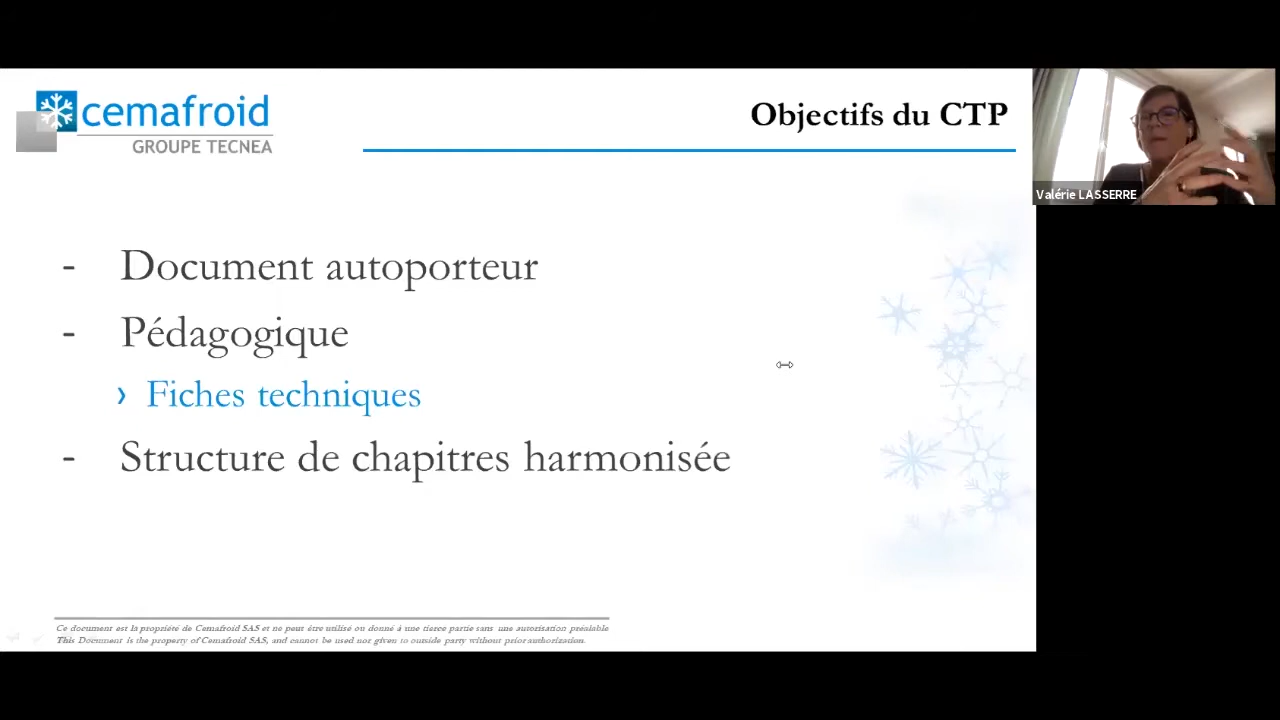 cemafroid
GROUPE TECNEA
Objectifs du CTP
Valérie LASSERRE
- Document autoporteur
- Pédagogique
› Fiches techniques
- Structure de chapitres harmonisée
Ce document est la propriété de Cemafroid SAS et ne peut être utilisé ou donné à une tierce partie sans une autorisation préalable
This Document is the property of Cemafroid SAS, and cannot be used nor given to outside party without prior authorization.